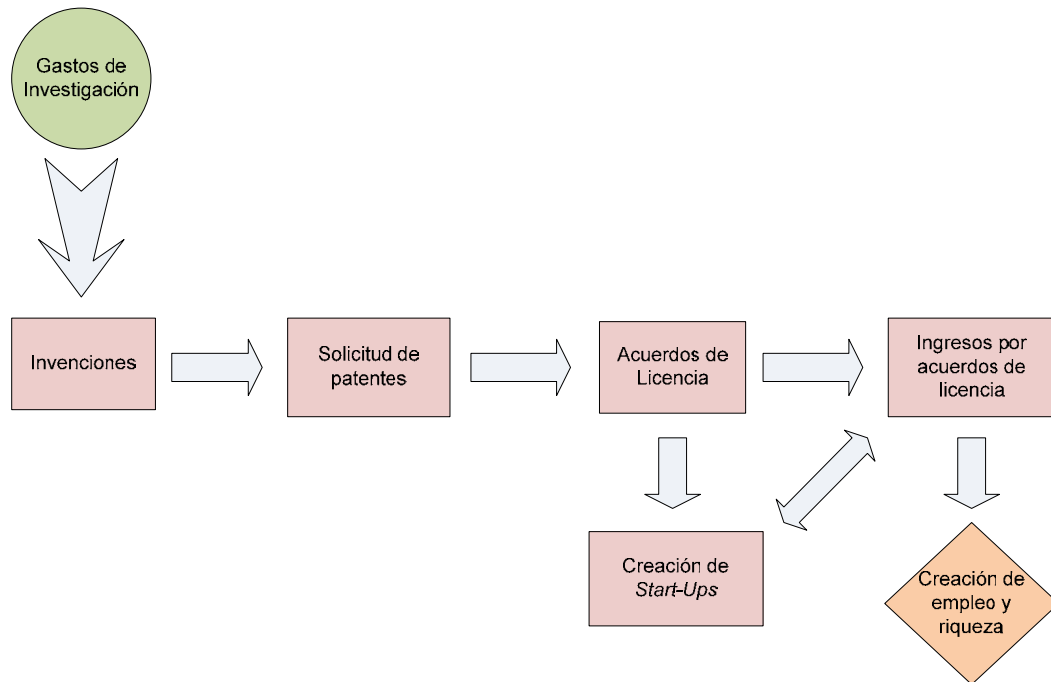 Gastos de
Investigación
Invenciones
Solicitud de
patentes
Acuerdos de
Licencia
Ingresos por
acuerdos de
licencia
Creación de
Start-Ups
Creación de
empleo y
riqueza